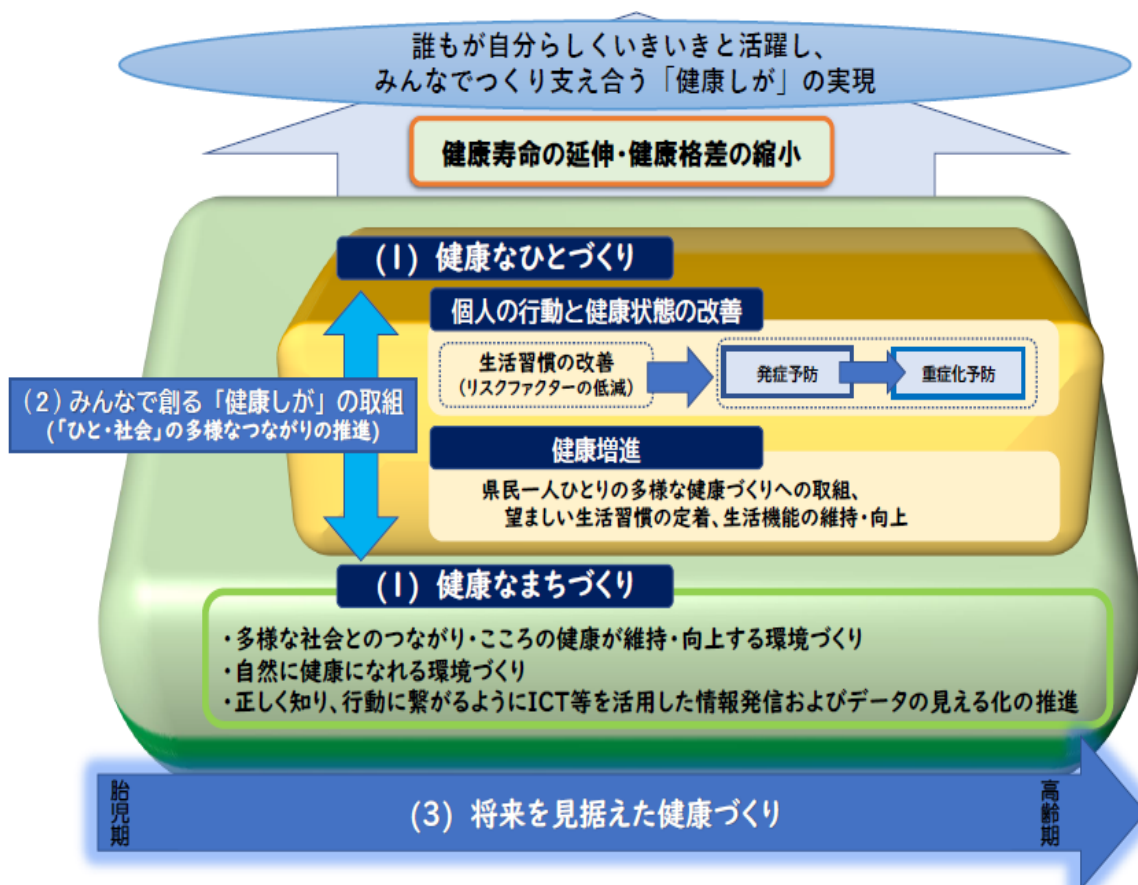 誰もが自分らしくいきいきと活躍し、
みんなでつくり支え合う「健康しが」の実現
健康寿命の延伸・健康格差の縮小
(1) 健康なひとづくり
個人の行動と健康状態の改善
生活習慣の改善
(リスクファクターの低減)
発症予防
重症化予防
(2)みんなで創る「健康しが」の取組
(「ひと・社会」の多様なつながりの推進)
健康増進
県民一人ひとりの多様な健康づくりへの取組、
望ましい生活習慣の定着、生活機能の維持・向上
(1) 健康なまちづくり
・多様な社会とのつながり・こころの健康が維持・向上する環境づくり
・自然に健康になれる環境づくり
・正しく知り、行動に繋がるようにICT等を活用した情報発信およびデータの見える化の推進
胎児期
(3) 将来を見据えた健康づくり
高齢期